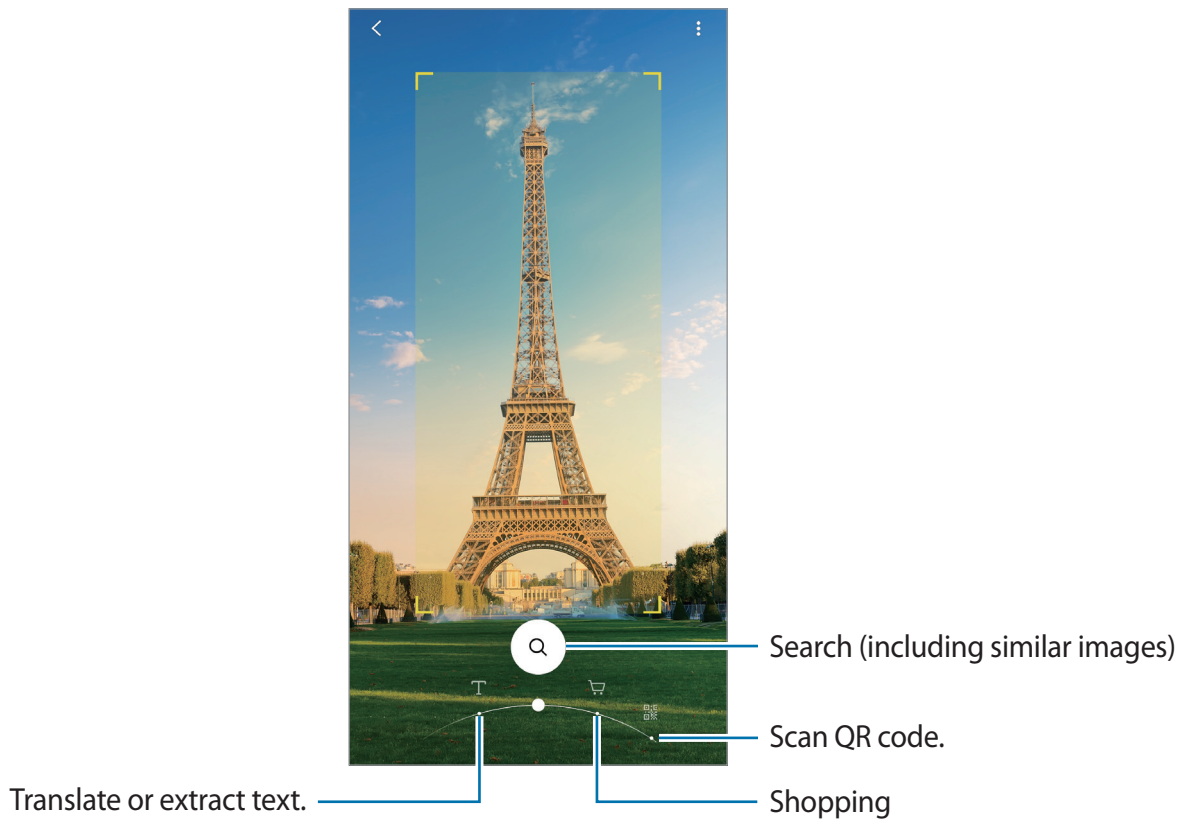 Search (including similar images)
Scan QR code.
Translate or extract text.
Shopping